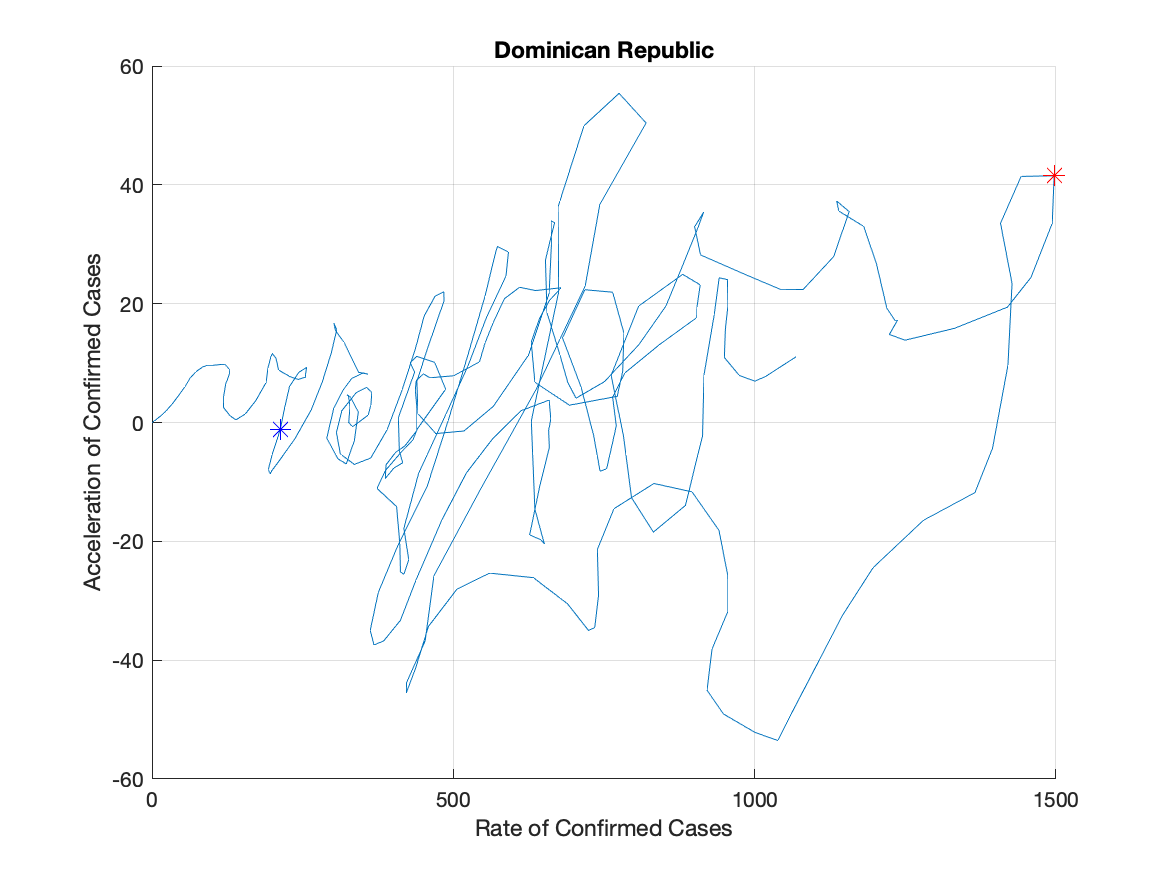 Dominican Republic
60
40
20
0
-20
-40
-60
Acceleration of Confirmed Cases
0 500 1000 1500
Rate of Confirmed Cases